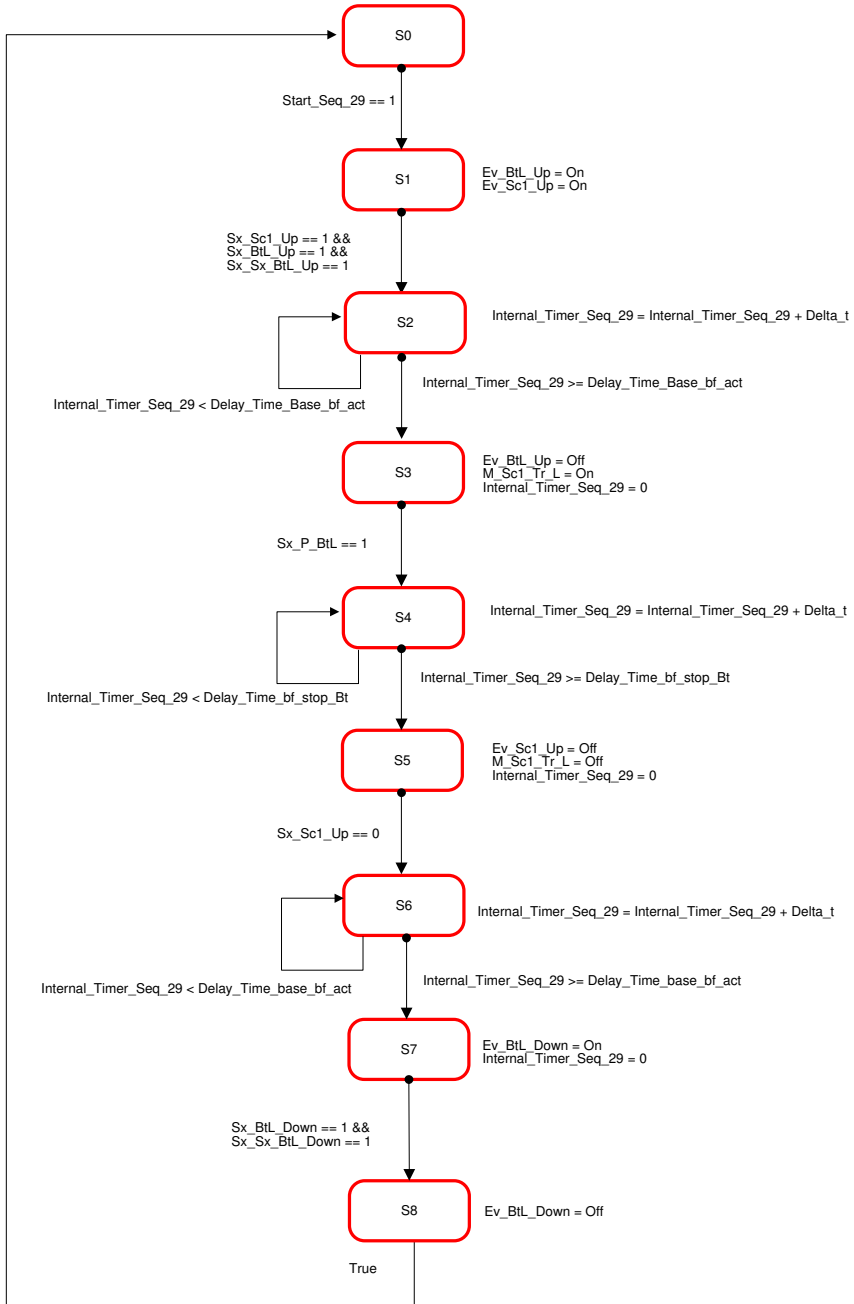 S0
Start_Seq_29 == 1
S1
Ev_BtL_Up = On
Ev_Sc1_Up = On
Sx_Sc1_Up == 1 &&
Sx_BtL_Up == 1 &&
Sx_Sx_BtL_Up == 1
S2
Internal_Timer_Seq_29 = Internal_Timer_Seq_29 + Delta_t
Internal_Timer_Seq_29 < Delay_Time_Base_bf_act
Internal_Timer_Seq_29 >= Delay_Time_Base_bf_act
S3
Ev_BtL_Up = Off
M_Sc1_Tr_L = On
Internal_Timer_Seq_29 = 0
Sx_P_BtL == 1
S4
Internal_Timer_Seq_29 = Internal_Timer_Seq_29 + Delta_t
Internal_Timer_Seq_29 < Delay_Time_bf_stop_Bt
Internal_Timer_Seq_29 >= Delay_Time_bf_stop_Bt
S5
Ev_Sc1_Up = Off
M_Sc1_Tr_L = Off
Internal_Timer_Seq_29 = 0
Sx_Sc1_Up == 0
S6
Internal_Timer_Seq_29 = Internal_Timer_Seq_29 + Delta_t
Internal_Timer_Seq_29 < Delay_Time_base_bf_act
Internal_Timer_Seq_29 >= Delay_Time_base_bf_act
S7
Ev_BtL_Down = On
Internal_Timer_Seq_29 = 0
Sx_BtL_Down == 1 &&
Sx_Sx_BtL_Down == 1
S8
Ev_BtL_Down = Off
True